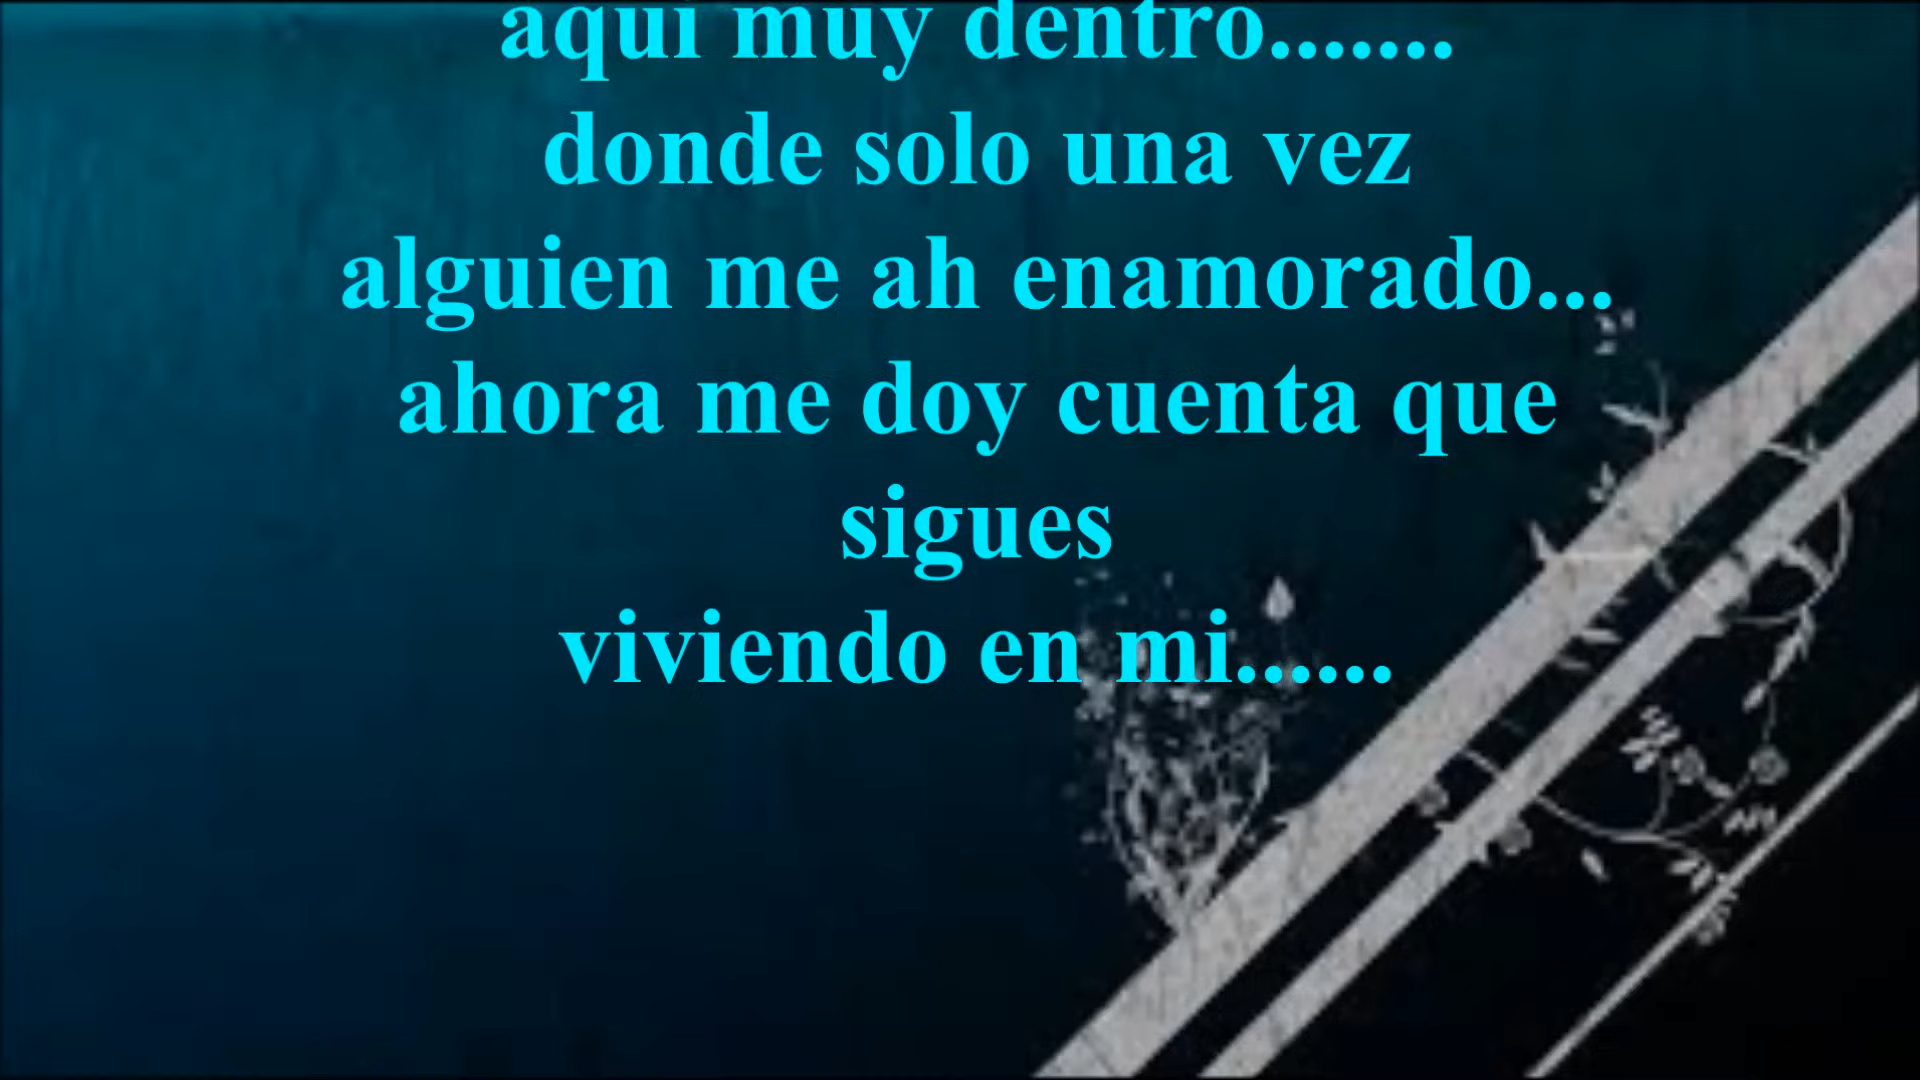 aqui muy dentro.......
donde solo una vez
alguien me ah enamorado...
ahora me doy cuenta que
sigues
viviendo en mi......